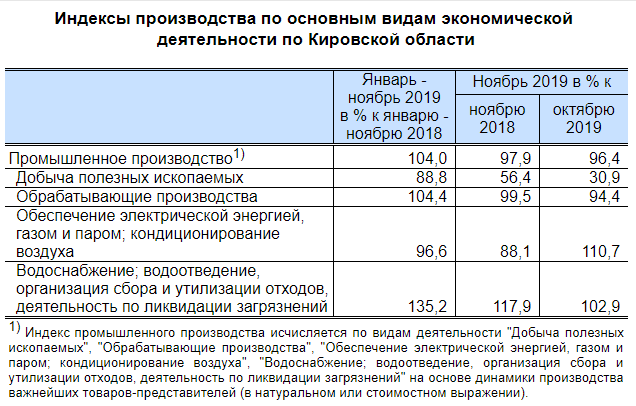 Индексы производства по основным видам экономической
деятельности по Кировской области
Январь -
ноябрь 2019
в % к январю -
ноябрю 2018
Ноябрь 2019 в % к
ноябрю
2018
октябрю
2019
Промышленное производство1) 104,0 97,9 96,4
Добыча полезных ископаемых 88,8 56,4 30,9
Обрабатывающие производства 104,4 99,5 94,4
Обеспечение электрической энергией,
газом и паром; кондиционирование
воздуха 96,6 88,1 110,7
Водоснабжение; водоотведение,
организация сбора и утилизации отходов,
деятельность по ликвидации загрязнений 135,2 117,9 102,9
1) Индекс промышленного производства исчисляется по видам деятельности "Добыча полезных
ископаемых", "Обрабатывающие производства", "Обеспечение электрической энергией, газом и
паром; кондиционирование воздуха", "Водоснабжение; водоотведение, организация сбора и
утилизации отходов, деятельность по ликвидации загрязнений" на основе динамики производства
важнейших товаров-представителей (в натуральном или стоимостном выражении).